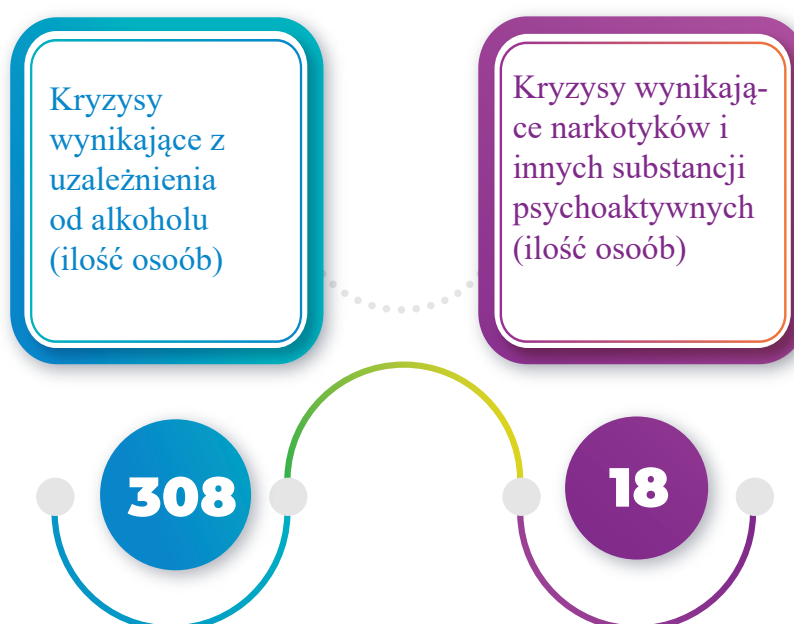 Kryzysy
wynikające z
uzależnienia
od alkoholu
(ilość osoób)
Kryzysy wynikają-
ce narkotyków i
innych substancji
psychoaktywnych
(ilość osoób)
308
18